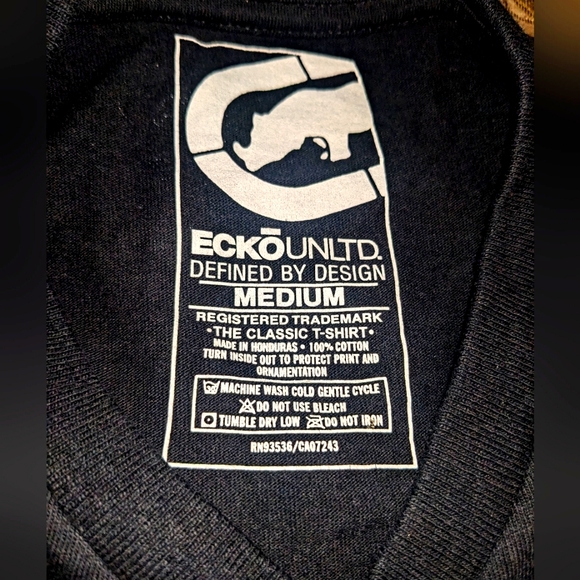 ECKŌUNLTD.
DEFINED BY DESIGN
MEDIUM
REGISTERED TRADEMARK
•THE CLASSIC T-SHIRT•
MADE IN HONDURAS • 100% COTTON
TURN INSIDE OUT TO PROTECT PRINT AND
ORNAMENTATION
MACHINE WASH COLD GENTLE CYCLE
DO NOT USE BLEACH
TUMBLE DRY LOW DO NOT IRON
RN93536/CA07243